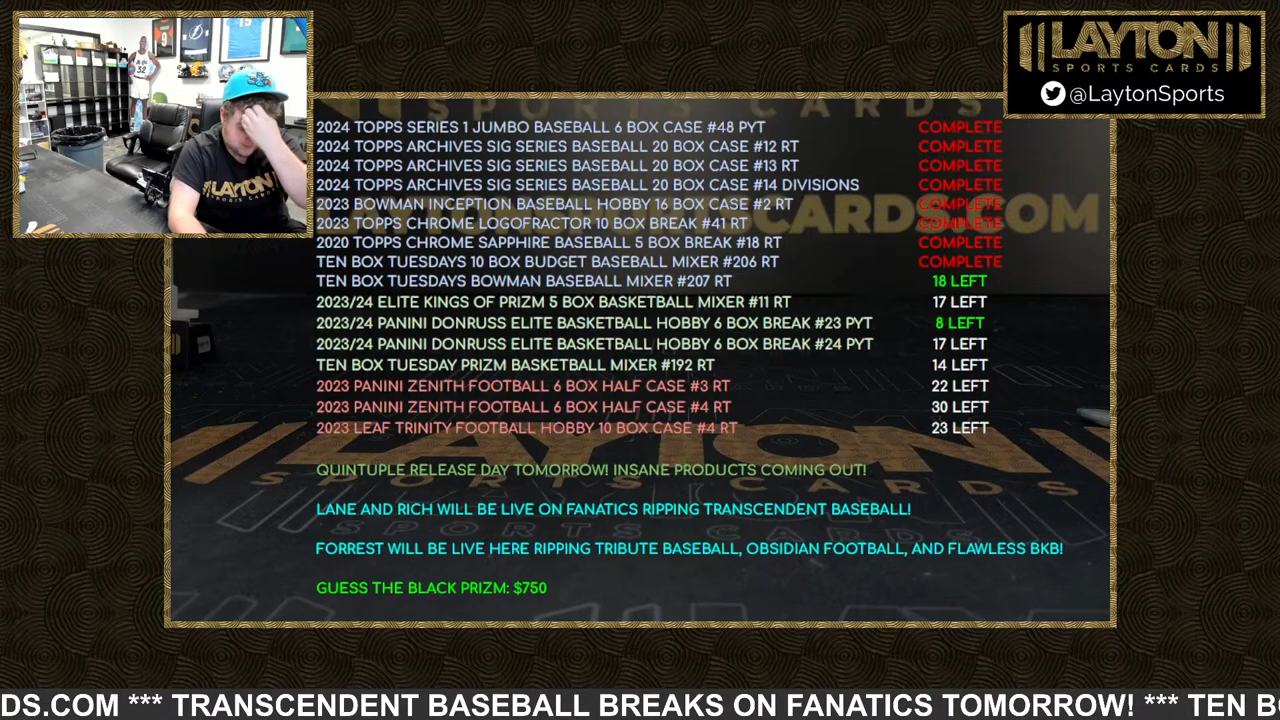 LAYTON
SPORTS CARDS
@LaytonSports
SPORTS CARDS
2024 TOPPS SERIES 1 JUMBO BASEBALL 6 BOX CASE #48 PYT COMPLETE
2024 TOPPS ARCHIVES SIG SERIES BASEBALL 20 BOX CASE #12 RT COMPLETE
2024 TOPPS ARCHIVES SIG SERIES BASEBALL 20 BOX CASE #13 RT COMPLETE
2024 TOPPS ARCHIVES SIG SERIES BASEBALL 20 BOX CASE #14 DIVISIONS COMPLETE
2023 BOWMAN INCEPTION BASEBALL HOBBY 16 BOX CASE #2 RT COMPLETE
2023 TOPPS CHROME LOGOFRACTOR 10 BOX BREAK #41 RT COMPLETE
2020 TOPPS CHROME SAPPHIRE BASEBALL 5 BOX BREAK #18 RT COMPLETE
TEN BOX TUESDAYS 10 BOX BUDGET BASEBALL MIXER #206 RT COMPLETE
TEN BOX TUESDAYS BOWMAN BASEBALL MIXER #207 RT 18 LEFT
2023/24 ELITE KINGS OF PRIZM 5 BOX BASKETBALL MIXER #11 RT 17 LEFT
2023/24 PANINI DONRUSS ELITE BASKETBALL HOBBY 6 BOX BREAK #23 PYT 8 LEFT
2023/24 PANINI DONRUSS ELITE BASKETBALL HOBBY 6 BOX BREAK #24 PYT 17 LEFT
TEN BOX TUESDAY PRIZM BASKETBALL MIXER #192 RT 14 LEFT
2023 PANINI ZENITH FOOTBALL 6 BOX HALF CASE #3 RT 22 LEFT
2023 PANINI ZENITH FOOTBALL 6 BOX HALF CASE #4 RT 30 LEFT
2023 LEAF TRINITY FOOTBALL HOBBY 10 BOX CASE #4 RT 23 LEFT
QUINTUPLE RELEASE DAY TOMORROW! INSANE PRODUCTS COMING OUT!
LANE AND RICH WILL BE LIVE ON FANATICS RIPPING TRANSCENDENT BASEBALL!
FORREST WILL BE LIVE HERE RIPPING TRIBUTE BASEBALL, OBSIDIAN FOOTBALL, AND FLAWLESS BKB!
GUESS THE BLACK PRIZM: $750
LAYTON
SPORTS CARDS
DS.COM *** TRANSCENDENT BASEBALL BREAKS ON FANATICS TOMORROW! *** TEN B